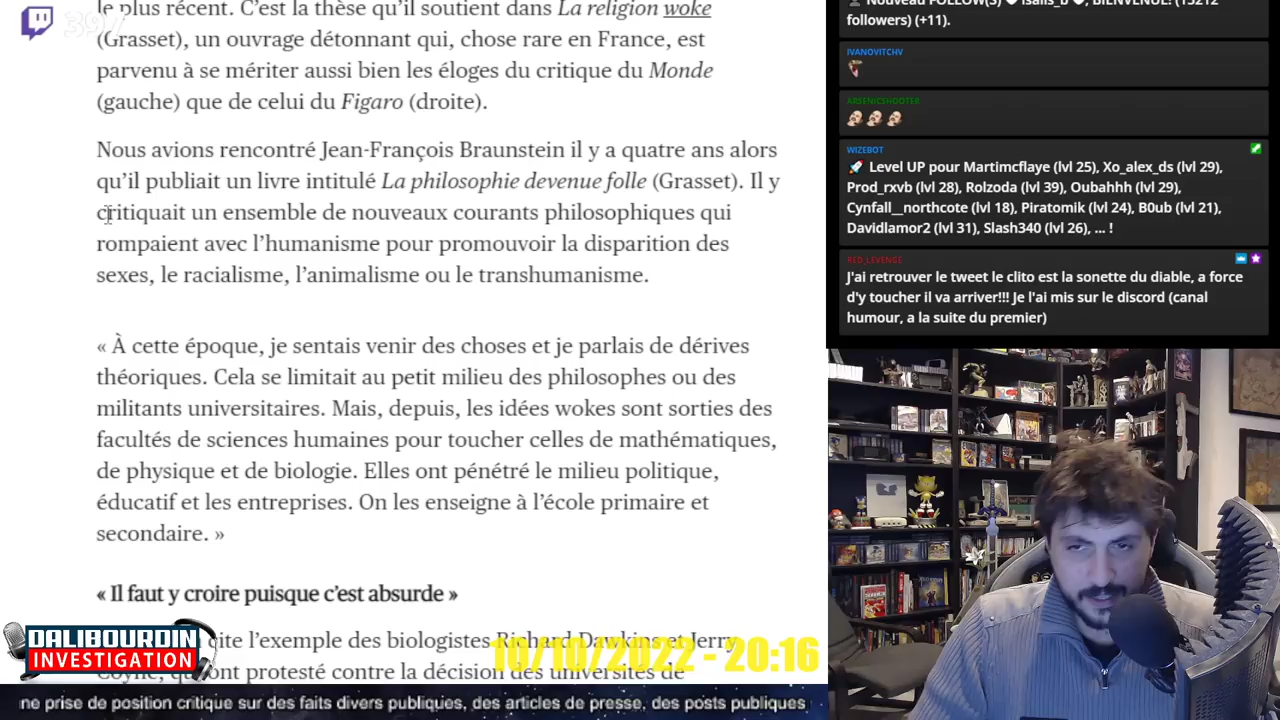 le plus récent. C'est la thèse qu'il soutient dans La religion woke
(Grasset), un ouvrage détonnant qui, chose rare en France, est
parvenu à se mériter aussi bien les éloges du critique du Monde
(gauche) que de celui du Figaro (droite).
Nous avions rencontré Jean-François Braunstein il y a quatre ans alors
qu'il publiait un livre intitulé La philosophie devenue folle (Grasset). Il y
critiquait un ensemble de nouveaux courants philosophiques qui
rompaient avec l'humanisme pour promouvoir la disparition des
sexes, le racialisme, l'animalisme ou le transhumanisme.
« À cette époque, je sentais venir des choses et je parlais de dérives
théoriques. Cela se limitait au petit milieu des philosophes ou des
militants universitaires. Mais, depuis, les idées wokes sont sorties des
facultés de sciences humaines pour toucher celles de mathématiques,
de physique et de biologie. Elles ont pénétré le milieu politique,
éducatif et les entreprises. On les enseigne à l'école primaire et
secondaire. »
« Il faut y croire puisque c'est absurde »
cite l'exemple des biologistes Richard Dawkins et Jerry
ont protesté contre la décision des universités de
DALIBOURDIN
INVESTIGATION
10/10/2022 - 20:16
ne prise de position critique sur des faits divers publiques, des articles de presse, des posts publiques
followers) (+11).
IVANOVITCHV
ARSENICSHOOTER
WIZEBOT
Level UP pour Martimcflaye (lvl 25), Xo_alex_ds (lvl 29),
Prod_rxvb (lvl 28), Rolzoda (lvl 39), Oubahhh (lvl 29),
Cynfall__northcote (lvl 18), Piratomik (lvl 24), B0ub (lvl 21),
Davidlamor2 (lvl 31), Slash340 (lvl 26), ... !
RED_LEVENGE
J'ai retrouver le tweet le clito est la sonette du diable, a force
d'y toucher il va arriver!!! Je l'ai mis sur le discord (canal
humour, a la suite du premier)